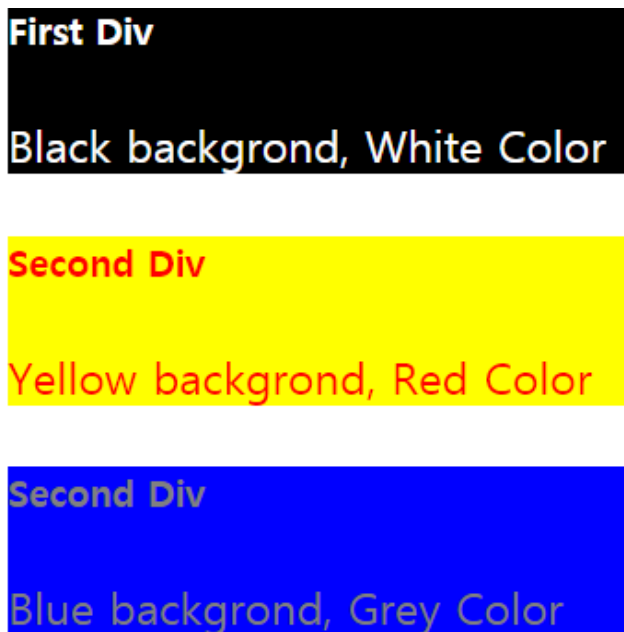 First Div
Black backgrond, White Color
Second Div
Yellow backgrond, Red Color
Second Div
Blue backgrond, Grey Color